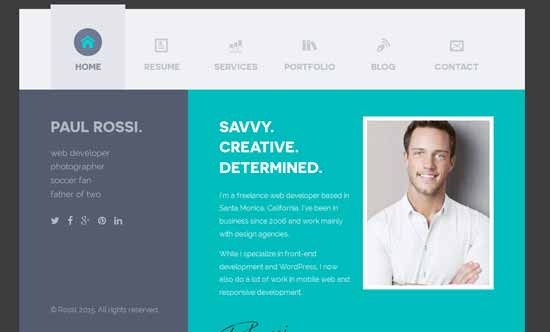 HOME
RESUME
SERVICES
PORTFOLIO
BLOG
CONTACT
PAUL ROSSI.
web developer
photographer
soccer fan
father of two
© Rossi 2015. All rights reserved.
SAVVY.
CREATIVE.
DETERMINED.
I'm a freelance web developer based in
Santa Monica, California. I've been in
business since 2006 and work mainly
with design agencies.
While I specialize in front-end
development and WordPress, I now
also do a lot of work in mobile web and
responsive development.